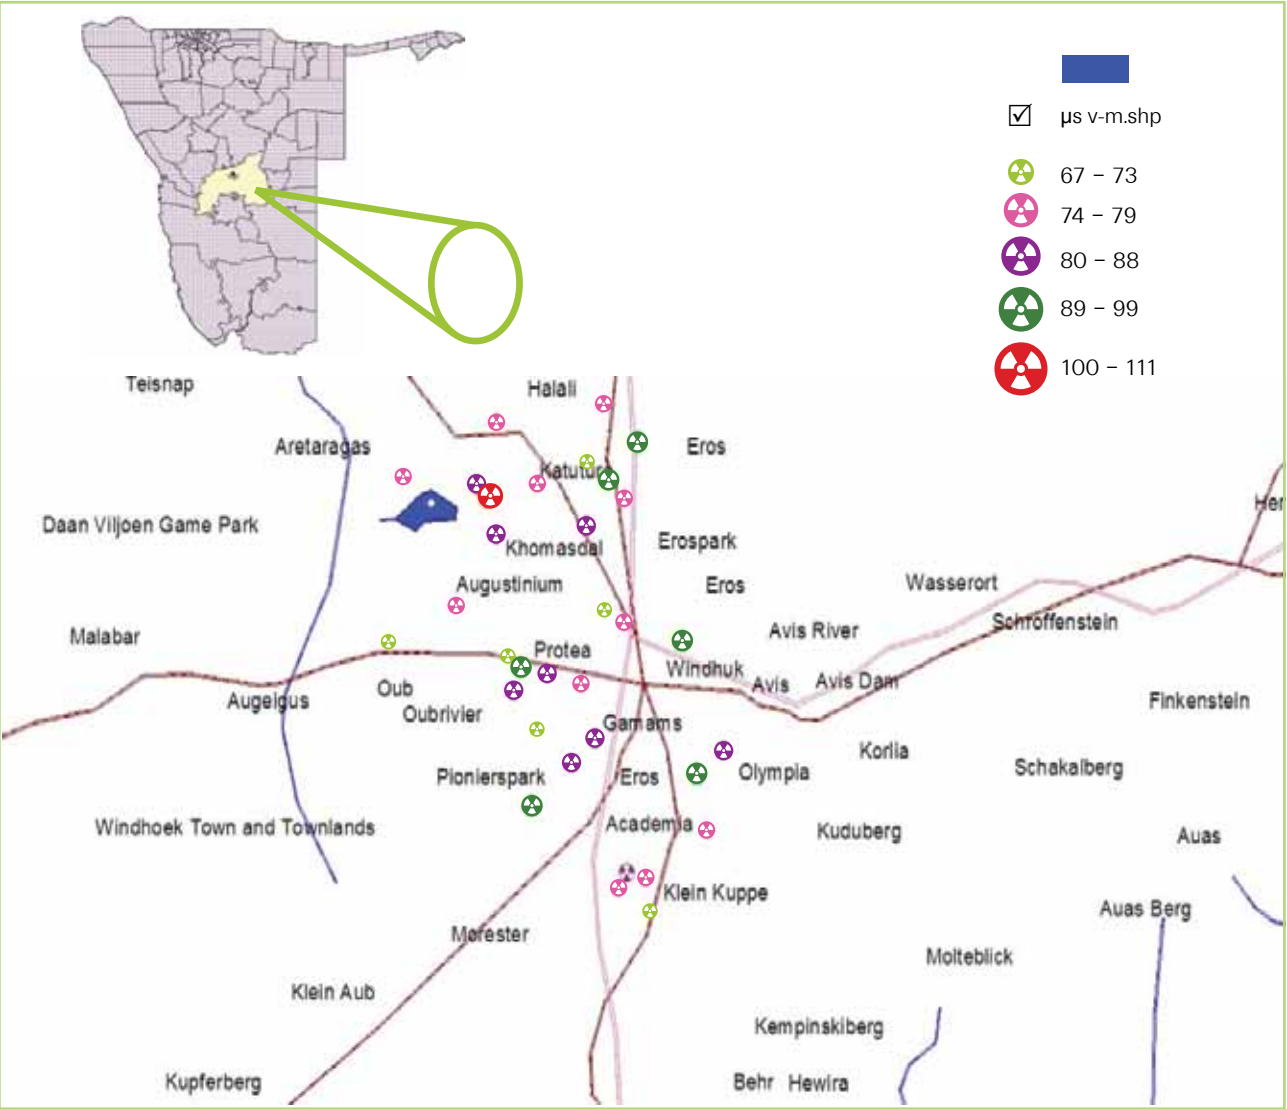 µs v-m.shp
67 – 73
74 – 79
80 – 88
89 – 99
100 – 111
Teisnap
Halali
Aretaragas
Eros
Katutura
Her
Daan Viljoen Game Park
Erospark
Khomasdal
Augustinium
Eros
Wasserort
Schroffenstein
Malabar
Avis River
Protea
Windhuk
Avis
Avis Dam
Oub
Augeigus
Oubrivier
Finkenstein
Gamams
Korlia
Pionierspark
Eros
Olympia
Schakalberg
Academia
Windhoek Town and Townlands
Kuduberg
Auas
Klein Kuppe
Auas Berg
Morester
Molteblick
Klein Aub
Kempinskiberg
Kupferberg
Behr
Hewira